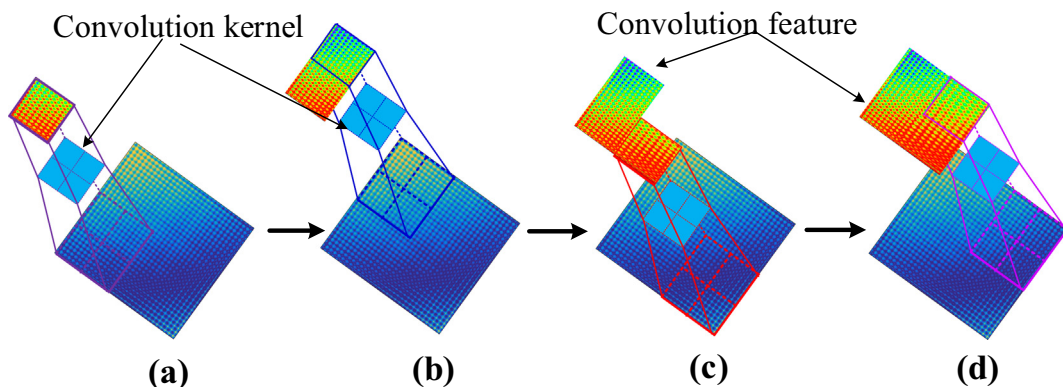 Convolution kernel
Convolution feature
(a)
(b)
(c)
(d)